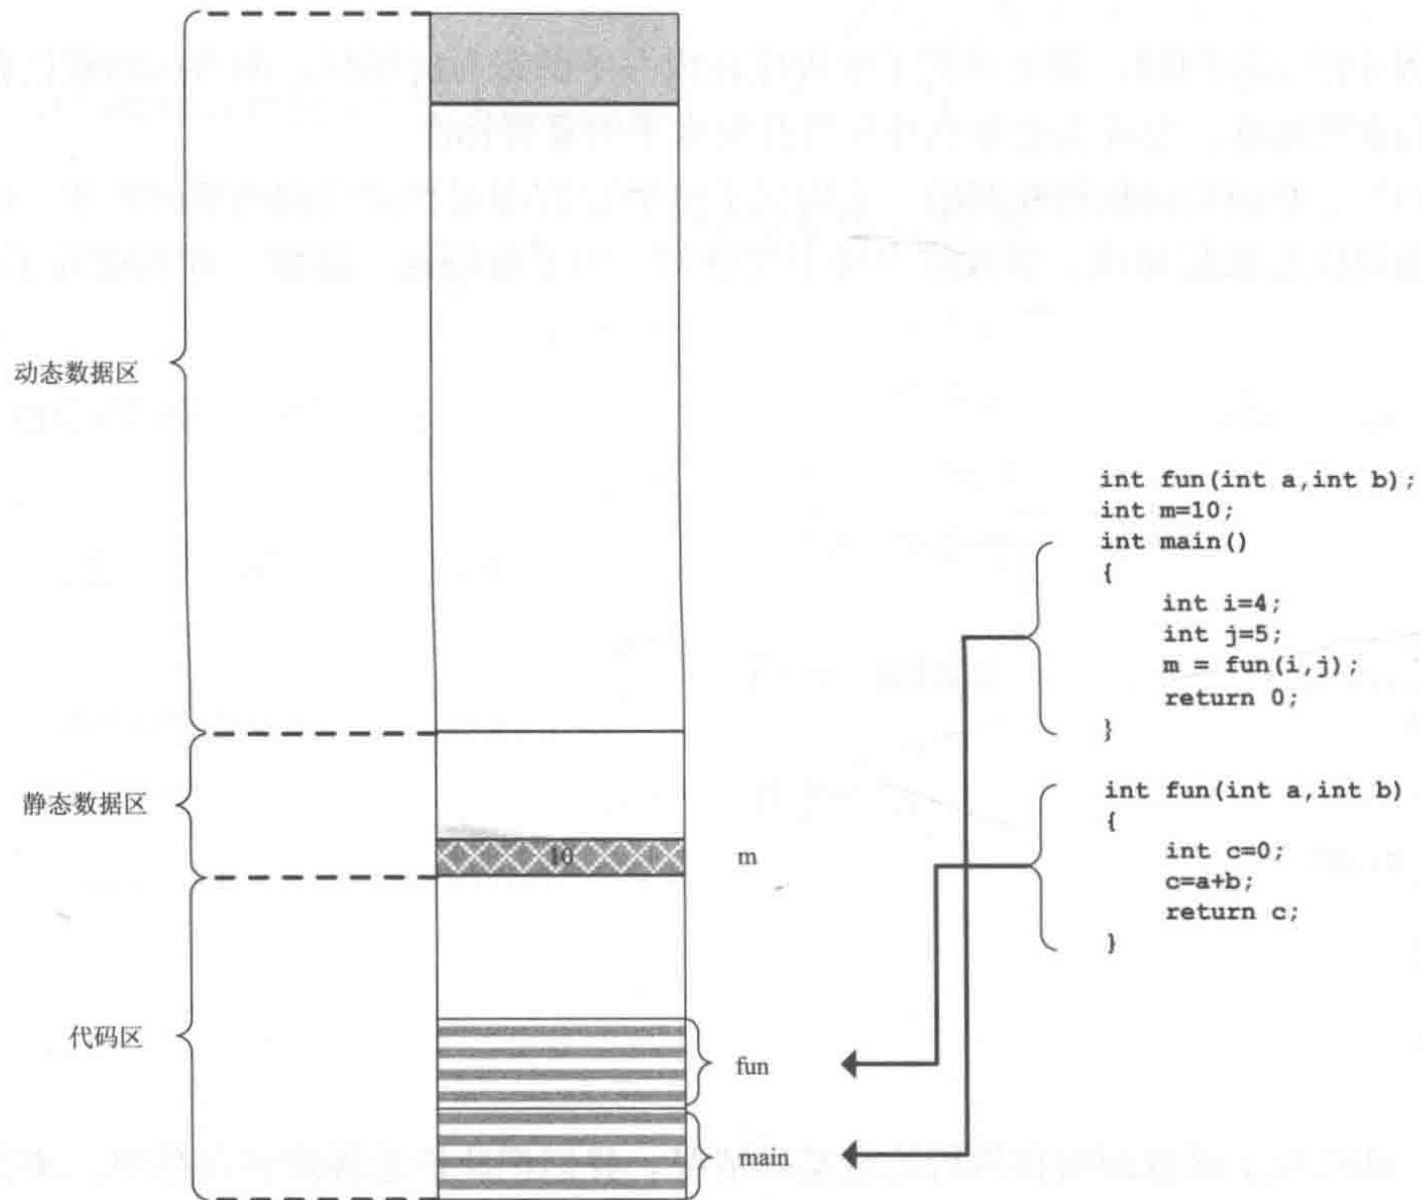 动态数据区
静态数据区
代码区
10
m
fun
main
int fun(int a,int b);
int m=10;
int main()
{
int i=4;
int j=5;
m = fun(i,j);
return 0;
}
int fun(int a,int b)
{
int c=0;
c=a+b;
return c;
}